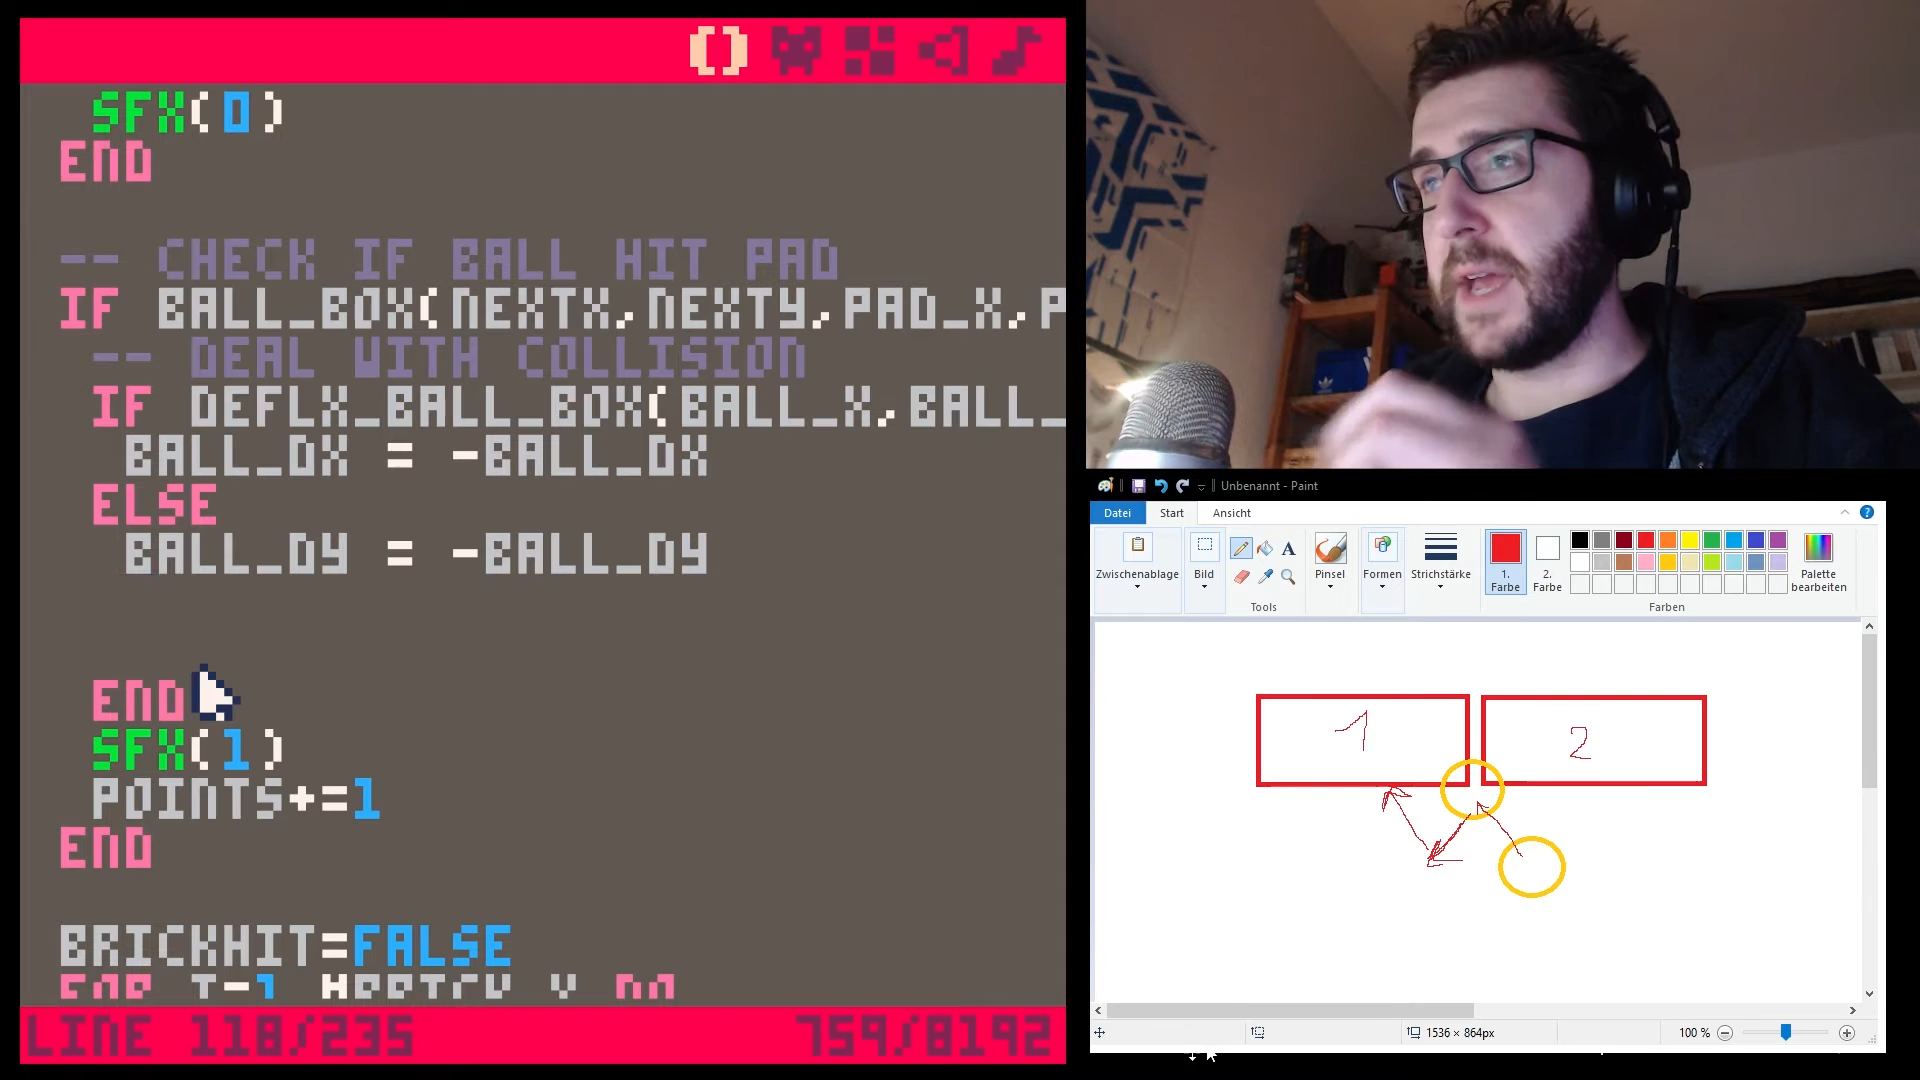 SFX(0)
END
-- CHECK IF BALL HIT PAD
IF BALL_BOX(NEXTX,NEXTY,PAD_X,P
-- DEAL WITH COLLISION
IF DEFLX_BALL_BOX(BALL_X,BALL_
BALL_DX = -BALL_DX
ELSE
BALL_DY = -BALL_DY
END
SFX(1)
POINTS+=1
END
BRICKHIT=FALSE
LINE 118/235
759/8192
Unbenannt - Paint
Datei
Start
Ansicht
Zwischenablage
Bild
Tools
Pinsel
Formen
Strichstärke
1.
Farbe
2.
Farbe
Palette
bearbeiten
Farben
1
2
1536 × 864px
100 %